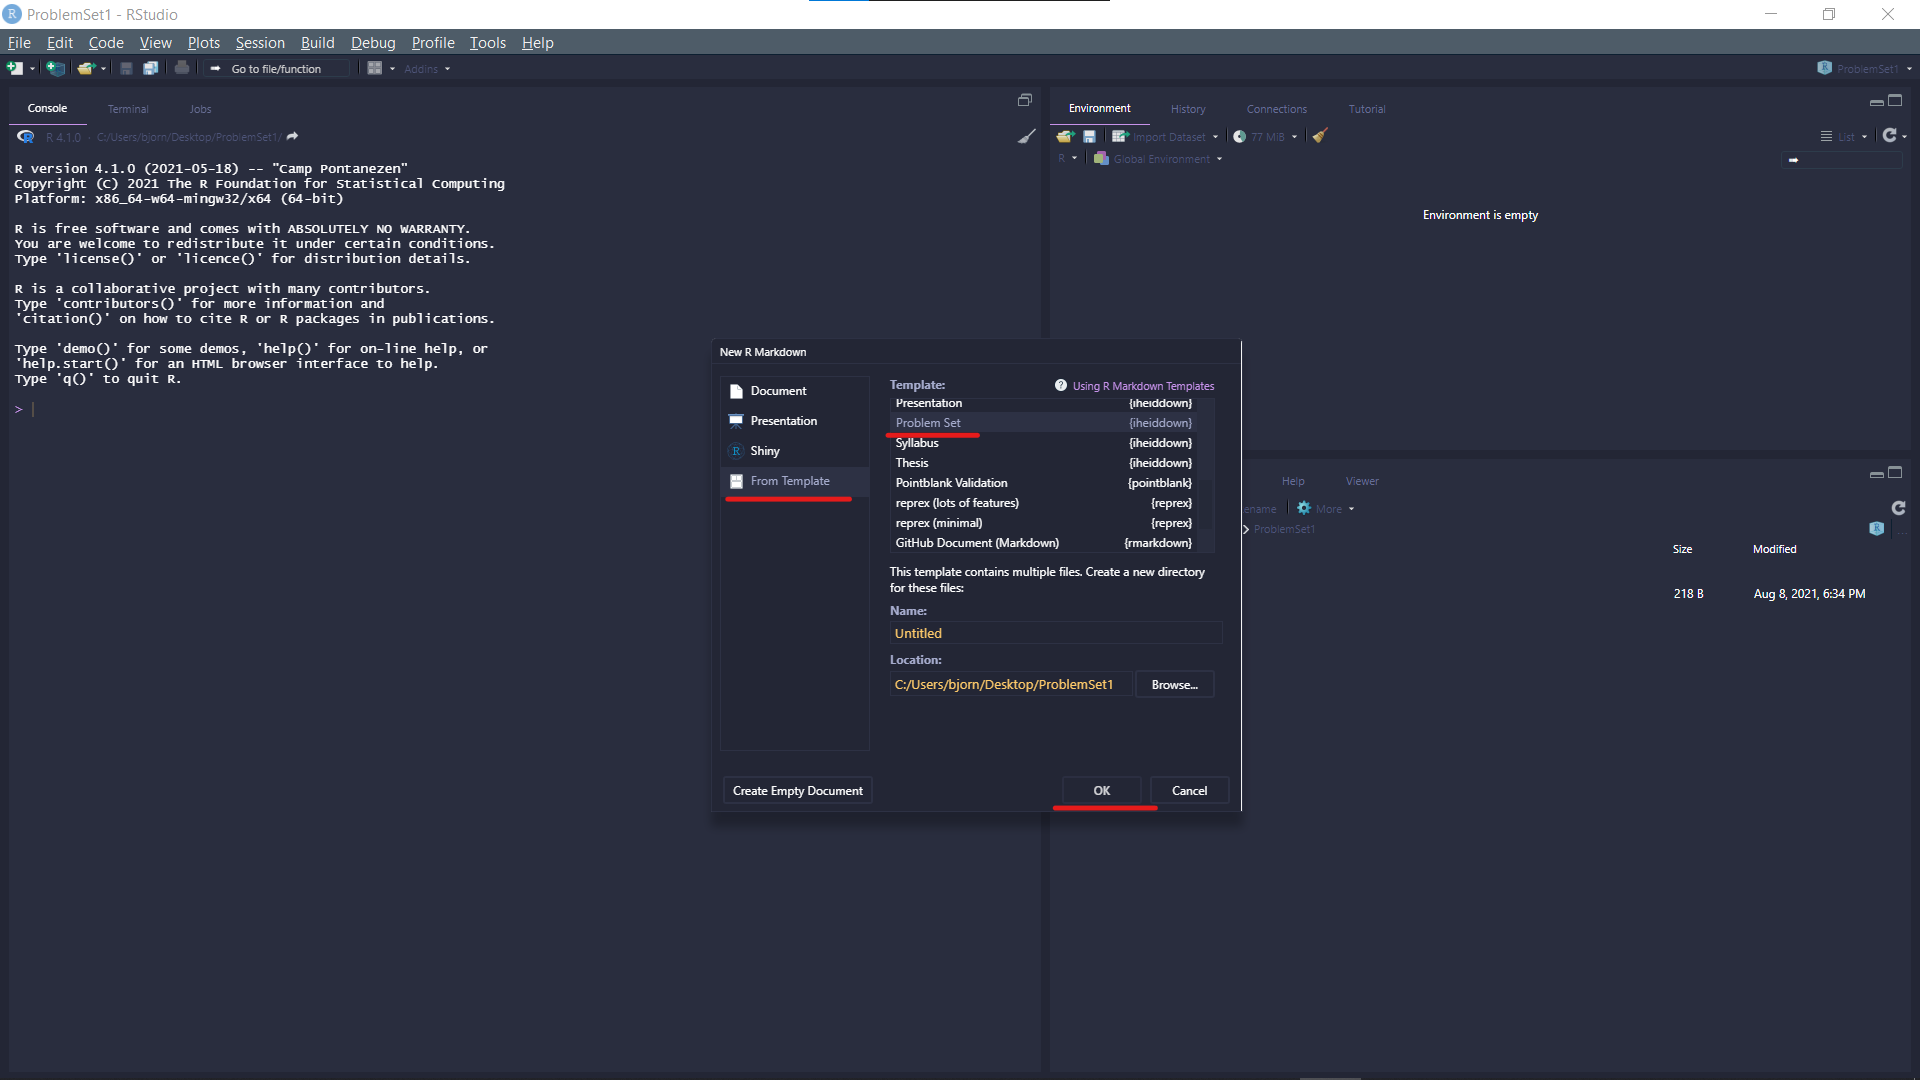 ProblemSet1 - RStudio
File Edit Code View Plots Session Build Debug Profile Tools Help
Go to file/function Addins ProblemSet1
Console Terminal Jobs
R 4.1.0 · C:/Users/bjorn/Desktop/ProblemSet1/
R version 4.1.0 (2021-05-18) -- "Camp Pontanezen"
Copyright (C) 2021 The R Foundation for Statistical Computing
Platform: x86_64-w64-mingw32/x64 (64-bit)
R is free software and comes with ABSOLUTELY NO WARRANTY.
You are welcome to redistribute it under certain conditions.
Type 'license()' or 'licence()' for distribution details.
R is a collaborative project with many contributors.
Type 'contributors()' for more information and
'citation()' on how to cite R or R packages in publications.
Type 'demo()' for some demos, 'help()' for on-line help, or
'help.start()' for an HTML browser interface to help.
Type 'q()' to quit R.
>
Environment History Connections Tutorial
Import Dataset 77 MiB List
R Global Environment
Environment is empty
New R Markdown
Document
Presentation
Shiny
From Template
Template: Using R Markdown Templates
Presentation {iheiddown}
Problem Set {iheiddown}
Syllabus {iheiddown}
Thesis {iheiddown}
Pointblank Validation {pointblank}
reprex (lots of features) {reprex}
reprex (minimal) {reprex}
GitHub Document (Markdown) {rmarkdown}
This template contains multiple files. Create a new directory
for these files:
Name:
Untitled
Location:
C:/Users/bjorn/Desktop/ProblemSet1 Browse...
Create Empty Document OK Cancel
Help Viewer
ename More
ProblemSet1
Size Modified
218 B Aug 8, 2021, 6:34 PM